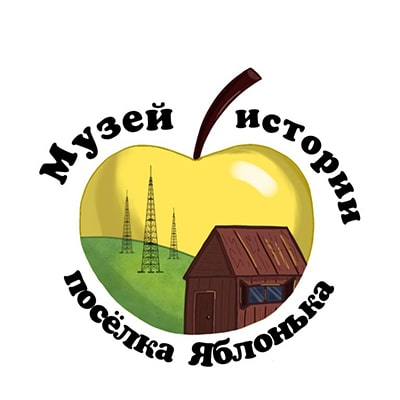 Музей истории
посёлка Яблонька